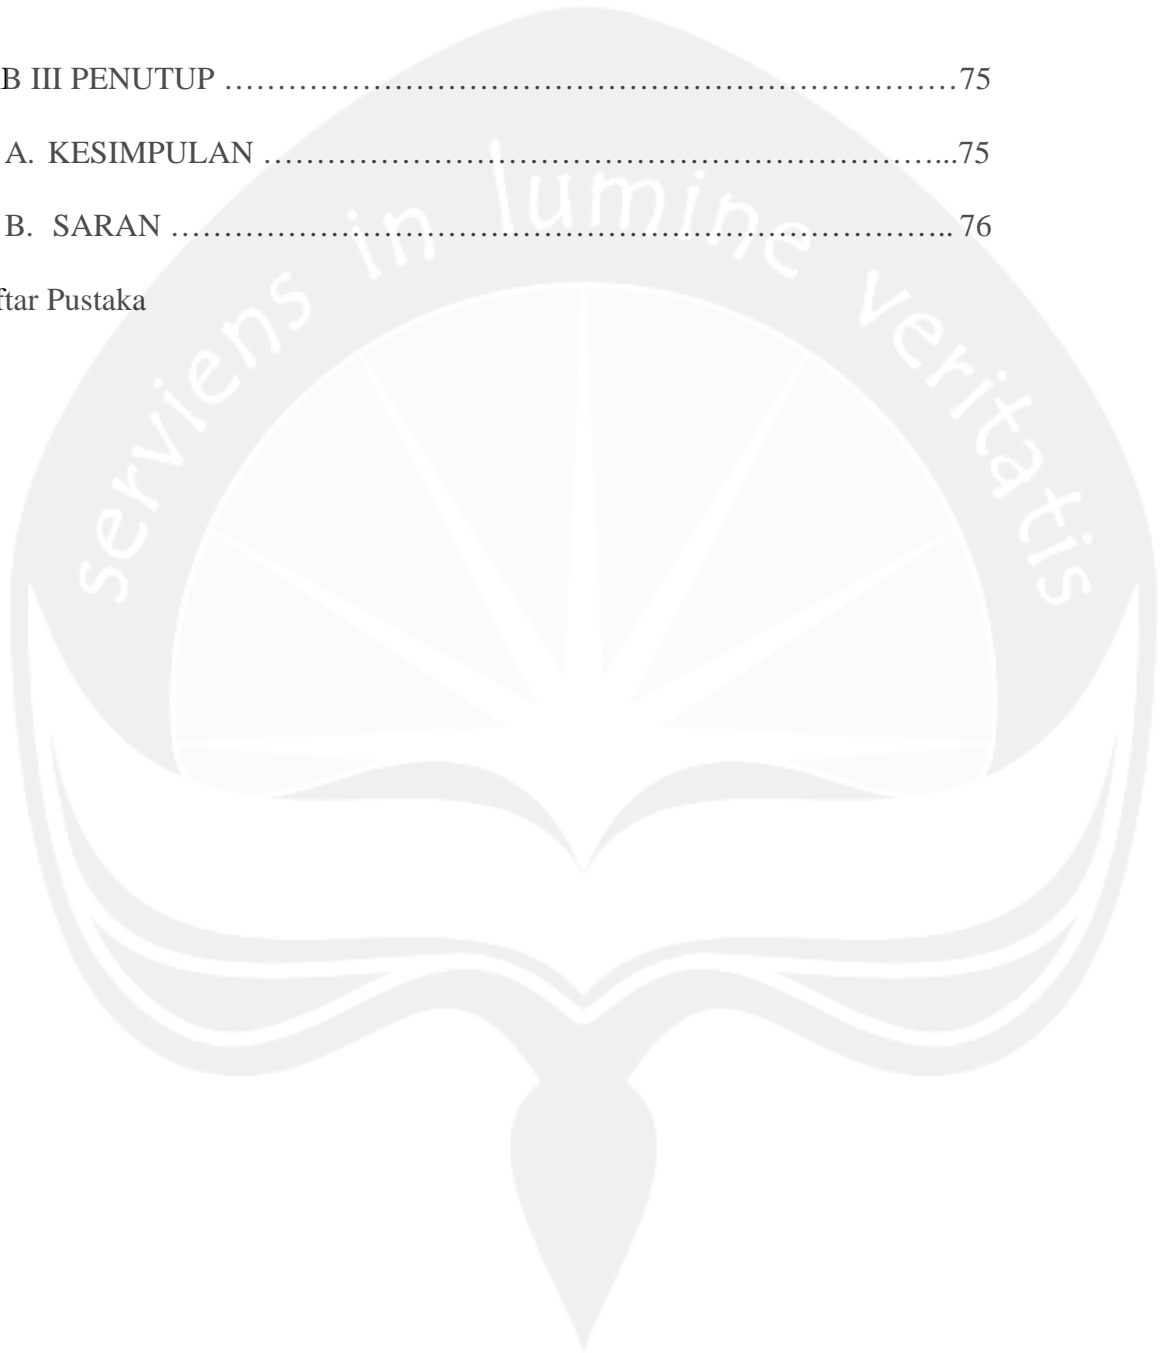 B III PENUTUP ……………………………………………………………75
A. KESIMPULAN ………………………………………………………...75
B. SARAN ……………………………………………………………….. 76
ftar Pustaka
serviens in lumine veritatis